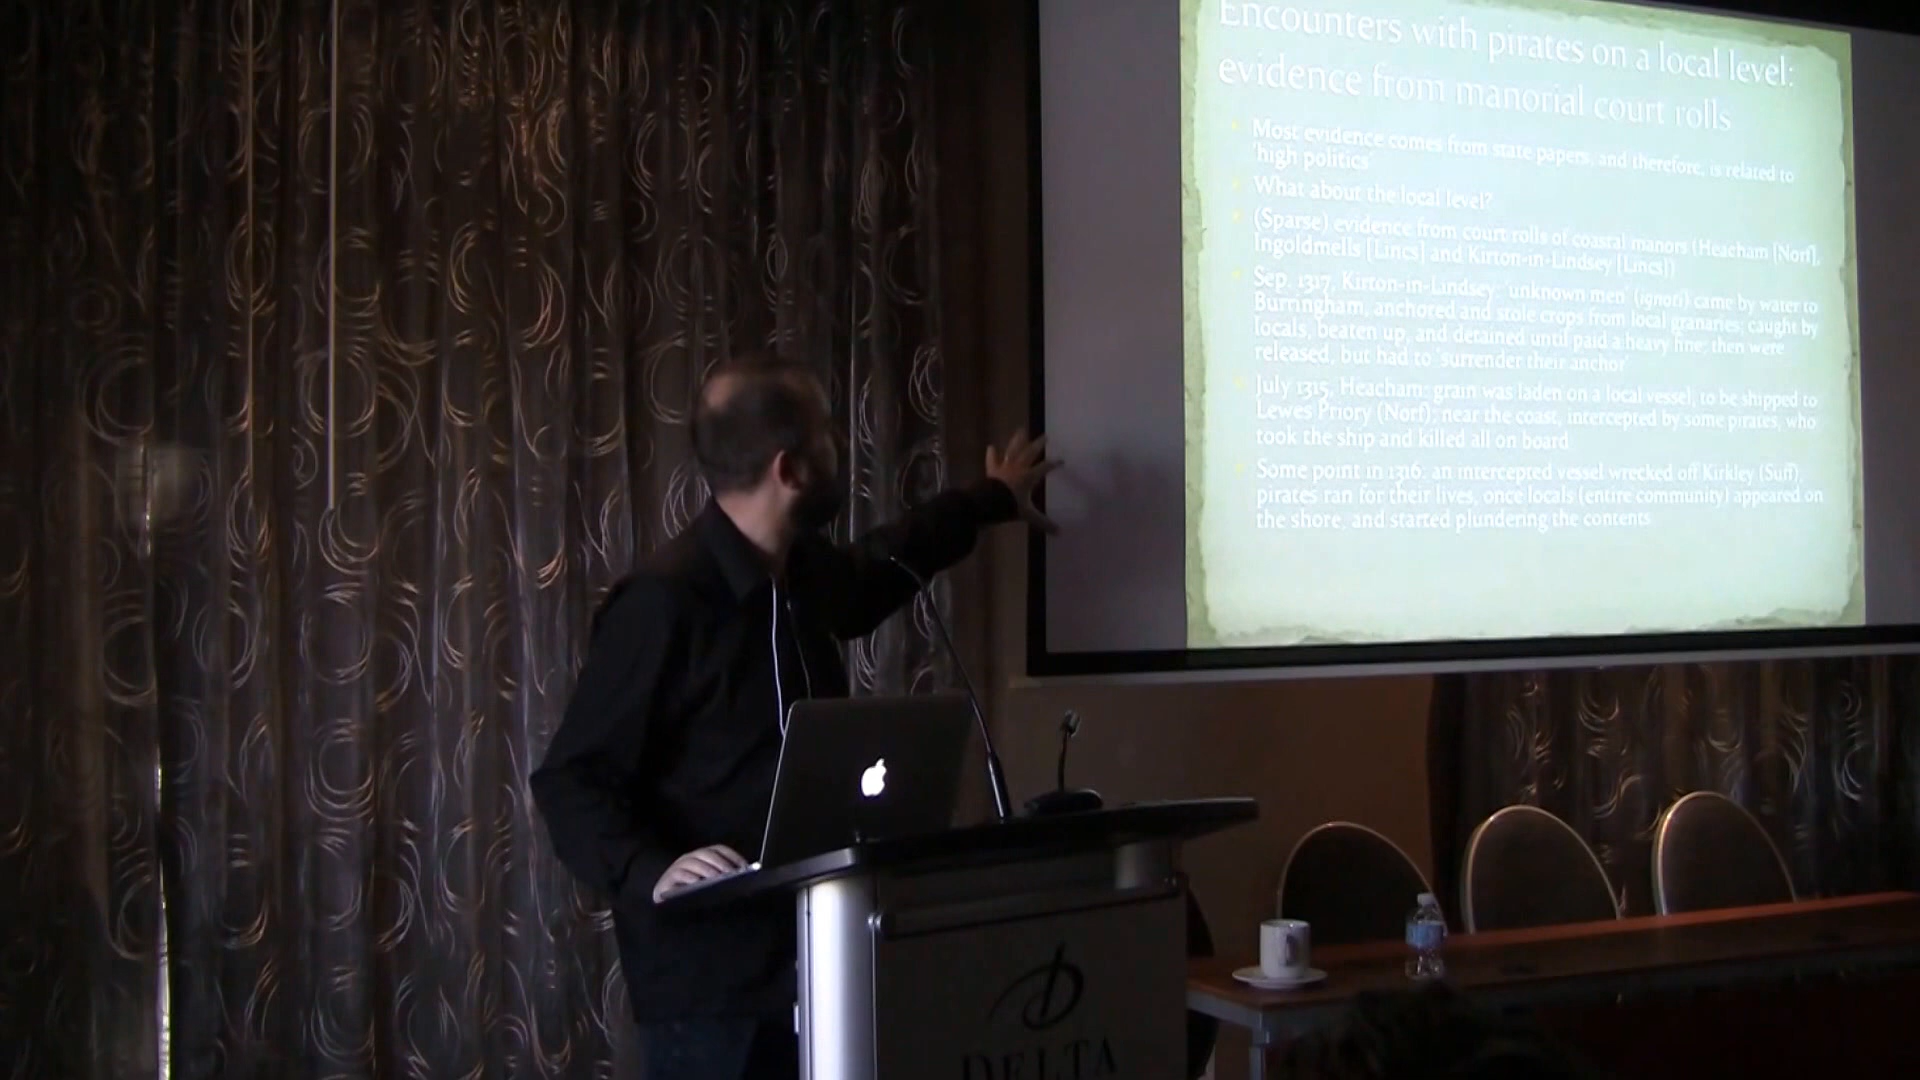 Encounters with pirates on a local level:
evidence from manorial court rolls
Most evidence comes from state papers, and therefore, is related to
'high politics'
What about the local level?
(Sparse) evidence from court rolls of coastal manors (Heacham [Norf],
Ingoldmells [Lincs] and Kirton-in-Lindsey [Lincs])
Sep. 1317, Kirton-in-Lindsey: 'unknown men' (ignoti) came by water to
Burringham, anchored and stole crops from local granaries; caught by
locals, beaten up, and detained until paid a heavy fine; then were
released, but had to 'surrender their anchor'
July 1315, Heacham: grain was laden on a local vessel, to be shipped to
Lewes Priory (Norf); near the coast, intercepted by some pirates, who
took the ship and killed all on board
Some point in 1316: an intercepted vessel wrecked off Kirkley (Suff);
pirates ran for their lives, once locals (entire community) appeared on
the shore, and started plundering the contents
DELTA